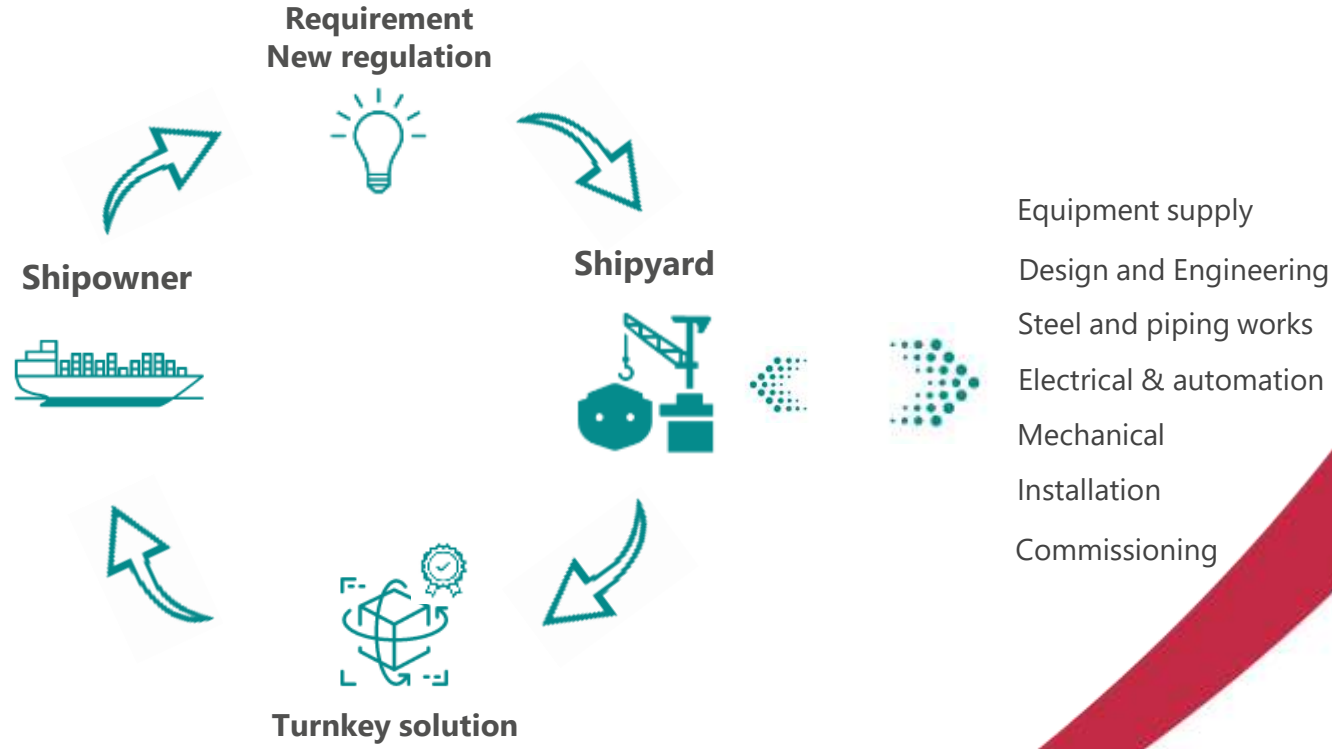 Requirement
New regulation
Shipowner
Shipyard
Turnkey solution
Equipment supply
Design and Engineering
Steel and piping works
Electrical & automation
Mechanical
Installation
Commissioning